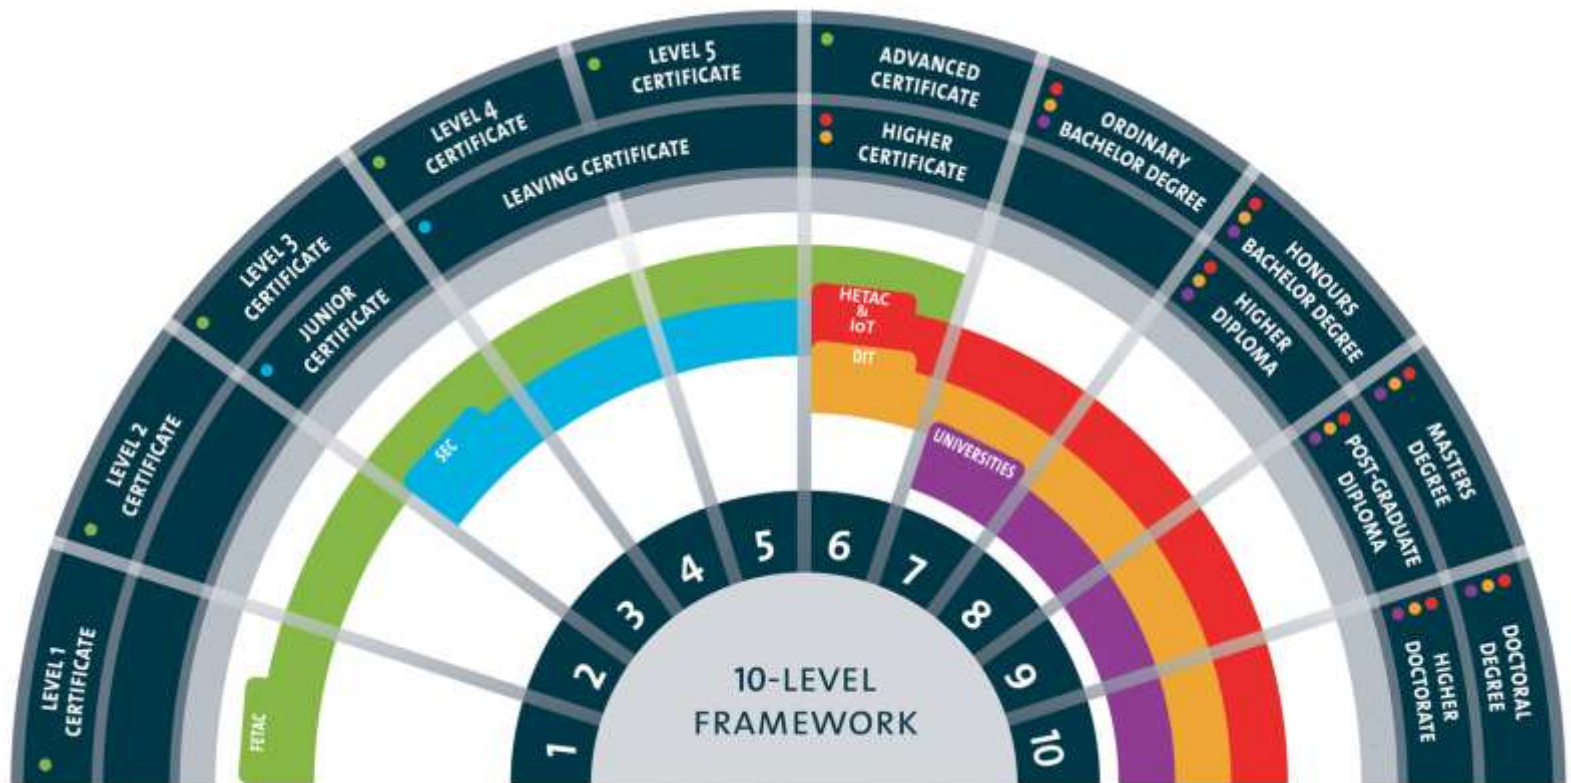 LEVEL 1
CERTIFICATE
LEVEL 2
CERTIFICATE
LEVEL 3
CERTIFICATE
LEVEL 4
CERTIFICATE
LEVEL 5
CERTIFICATE
ADVANCED
CERTIFICATE
ORDINARY
BACHELOR DEGREE
HONOURS
BACHELOR DEGREE
MASTERS
DEGREE
DOCTORAL
DEGREE
JUNIOR
CERTIFICATE
LEAVING CERTIFICATE
HIGHER
CERTIFICATE
HIGHER
DIPLOMA
POST-GRADUATE
DIPLOMA
HIGHER
DOCTORATE
FETAC
SEC
HETAC
&
IoT
DIT
UNIVERSITIES
1
2
3
4
5
6
7
8
9
10
10-LEVEL
FRAMEWORK